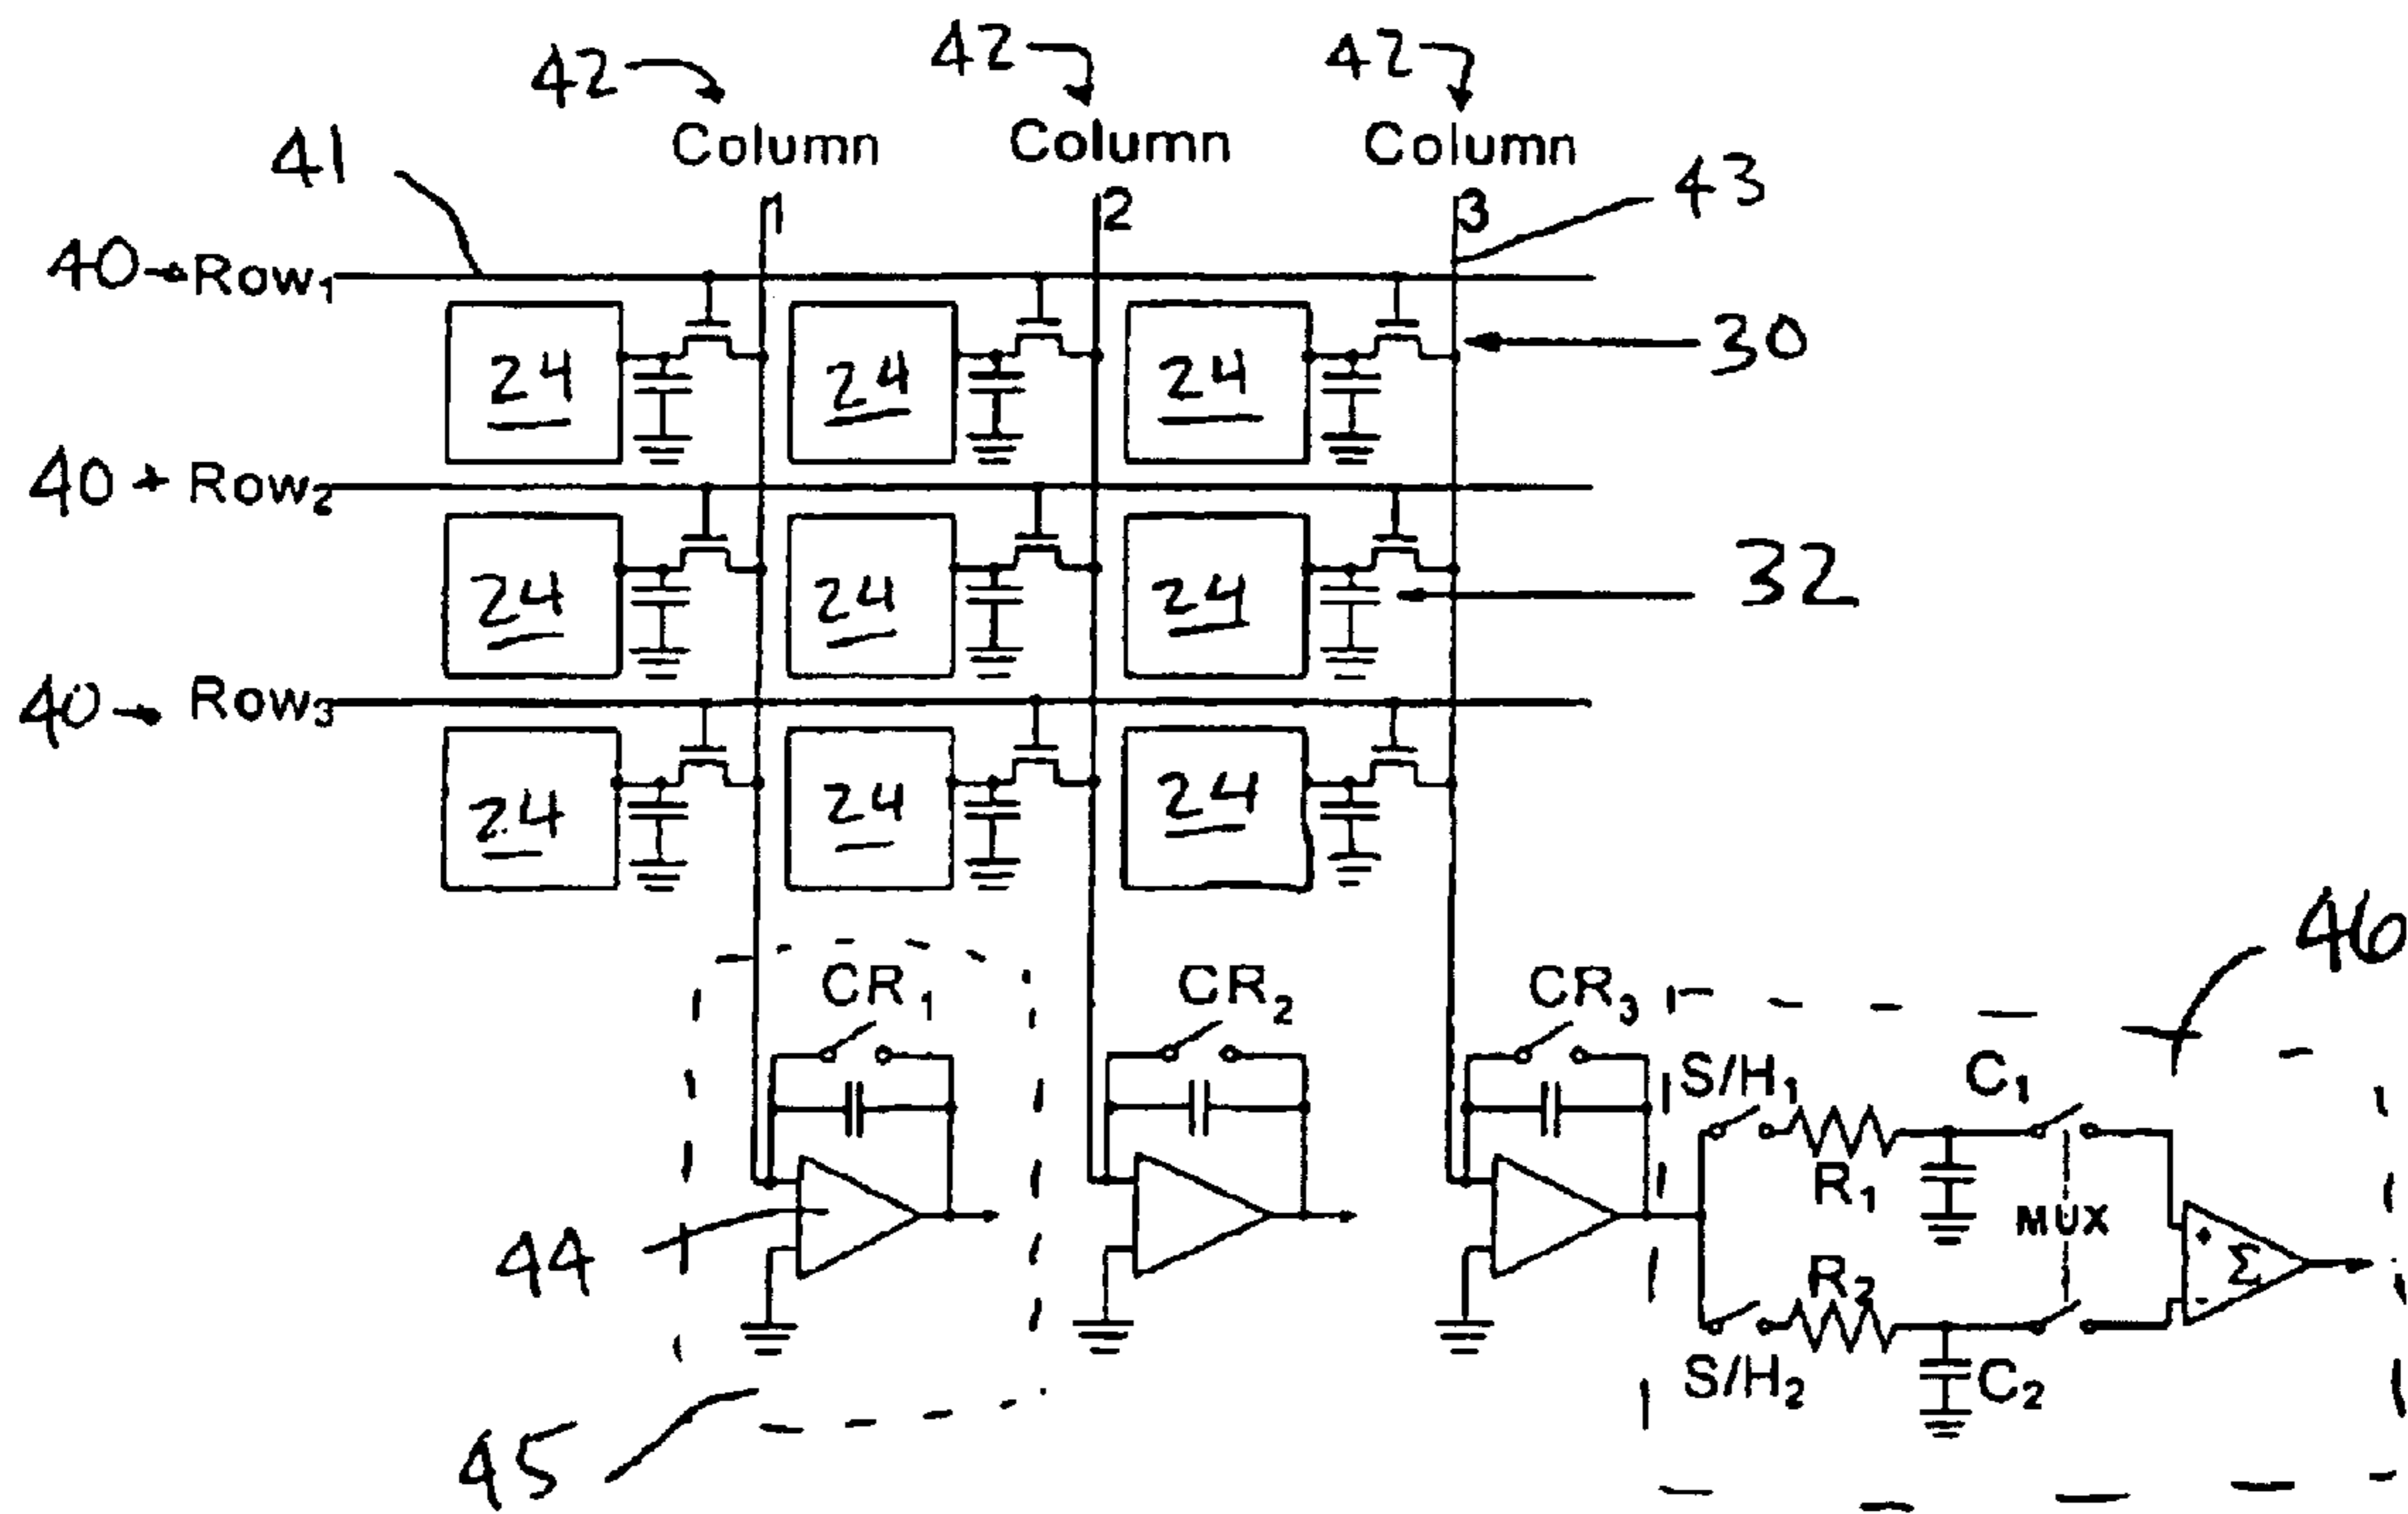 42 42 42
Column Column Column
41 43
1 2 3
40 Row₁
30
24 24 24
40 Row₂
32
24 24 24
40 Row₃
24 24 24
46
CR₁ CR₂ CR₃
S/H₁ C₁
R₁
MUX
44
R₂
+
Σ
-
S/H₂ C₂
45